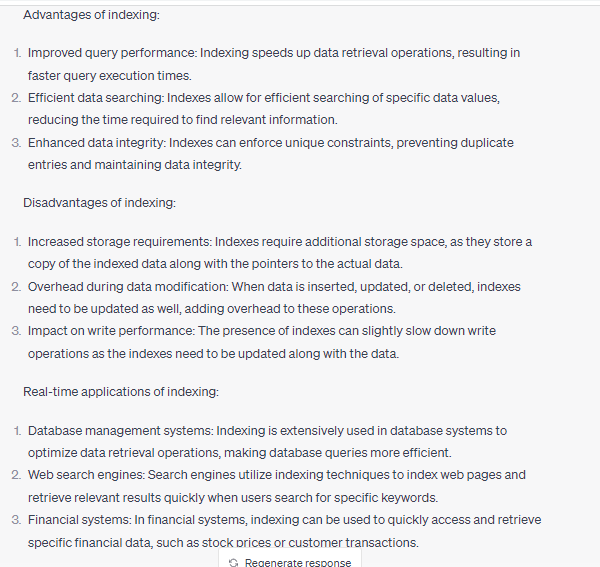 Advantages of indexing:
1. Improved query performance: Indexing speeds up data retrieval operations, resulting in
faster query execution times.
2. Efficient data searching: Indexes allow for efficient searching of specific data values,
reducing the time required to find relevant information.
3. Enhanced data integrity: Indexes can enforce unique constraints, preventing duplicate
entries and maintaining data integrity.
Disadvantages of indexing:
1. Increased storage requirements: Indexes require additional storage space, as they store a
copy of the indexed data along with the pointers to the actual data.
2. Overhead during data modification: When data is inserted, updated, or deleted, indexes
need to be updated as well, adding overhead to these operations.
3. Impact on write performance: The presence of indexes can slightly slow down write
operations as the indexes need to be updated along with the data.
Real-time applications of indexing:
1. Database management systems: Indexing is extensively used in database systems to
optimize data retrieval operations, making database queries more efficient.
2. Web search engines: Search engines utilize indexing techniques to index web pages and
retrieve relevant results quickly when users search for specific keywords.
3. Financial systems: In financial systems, indexing can be used to quickly access and retrieve
specific financial data, such as stock prices or customer transactions.
Regenerate response